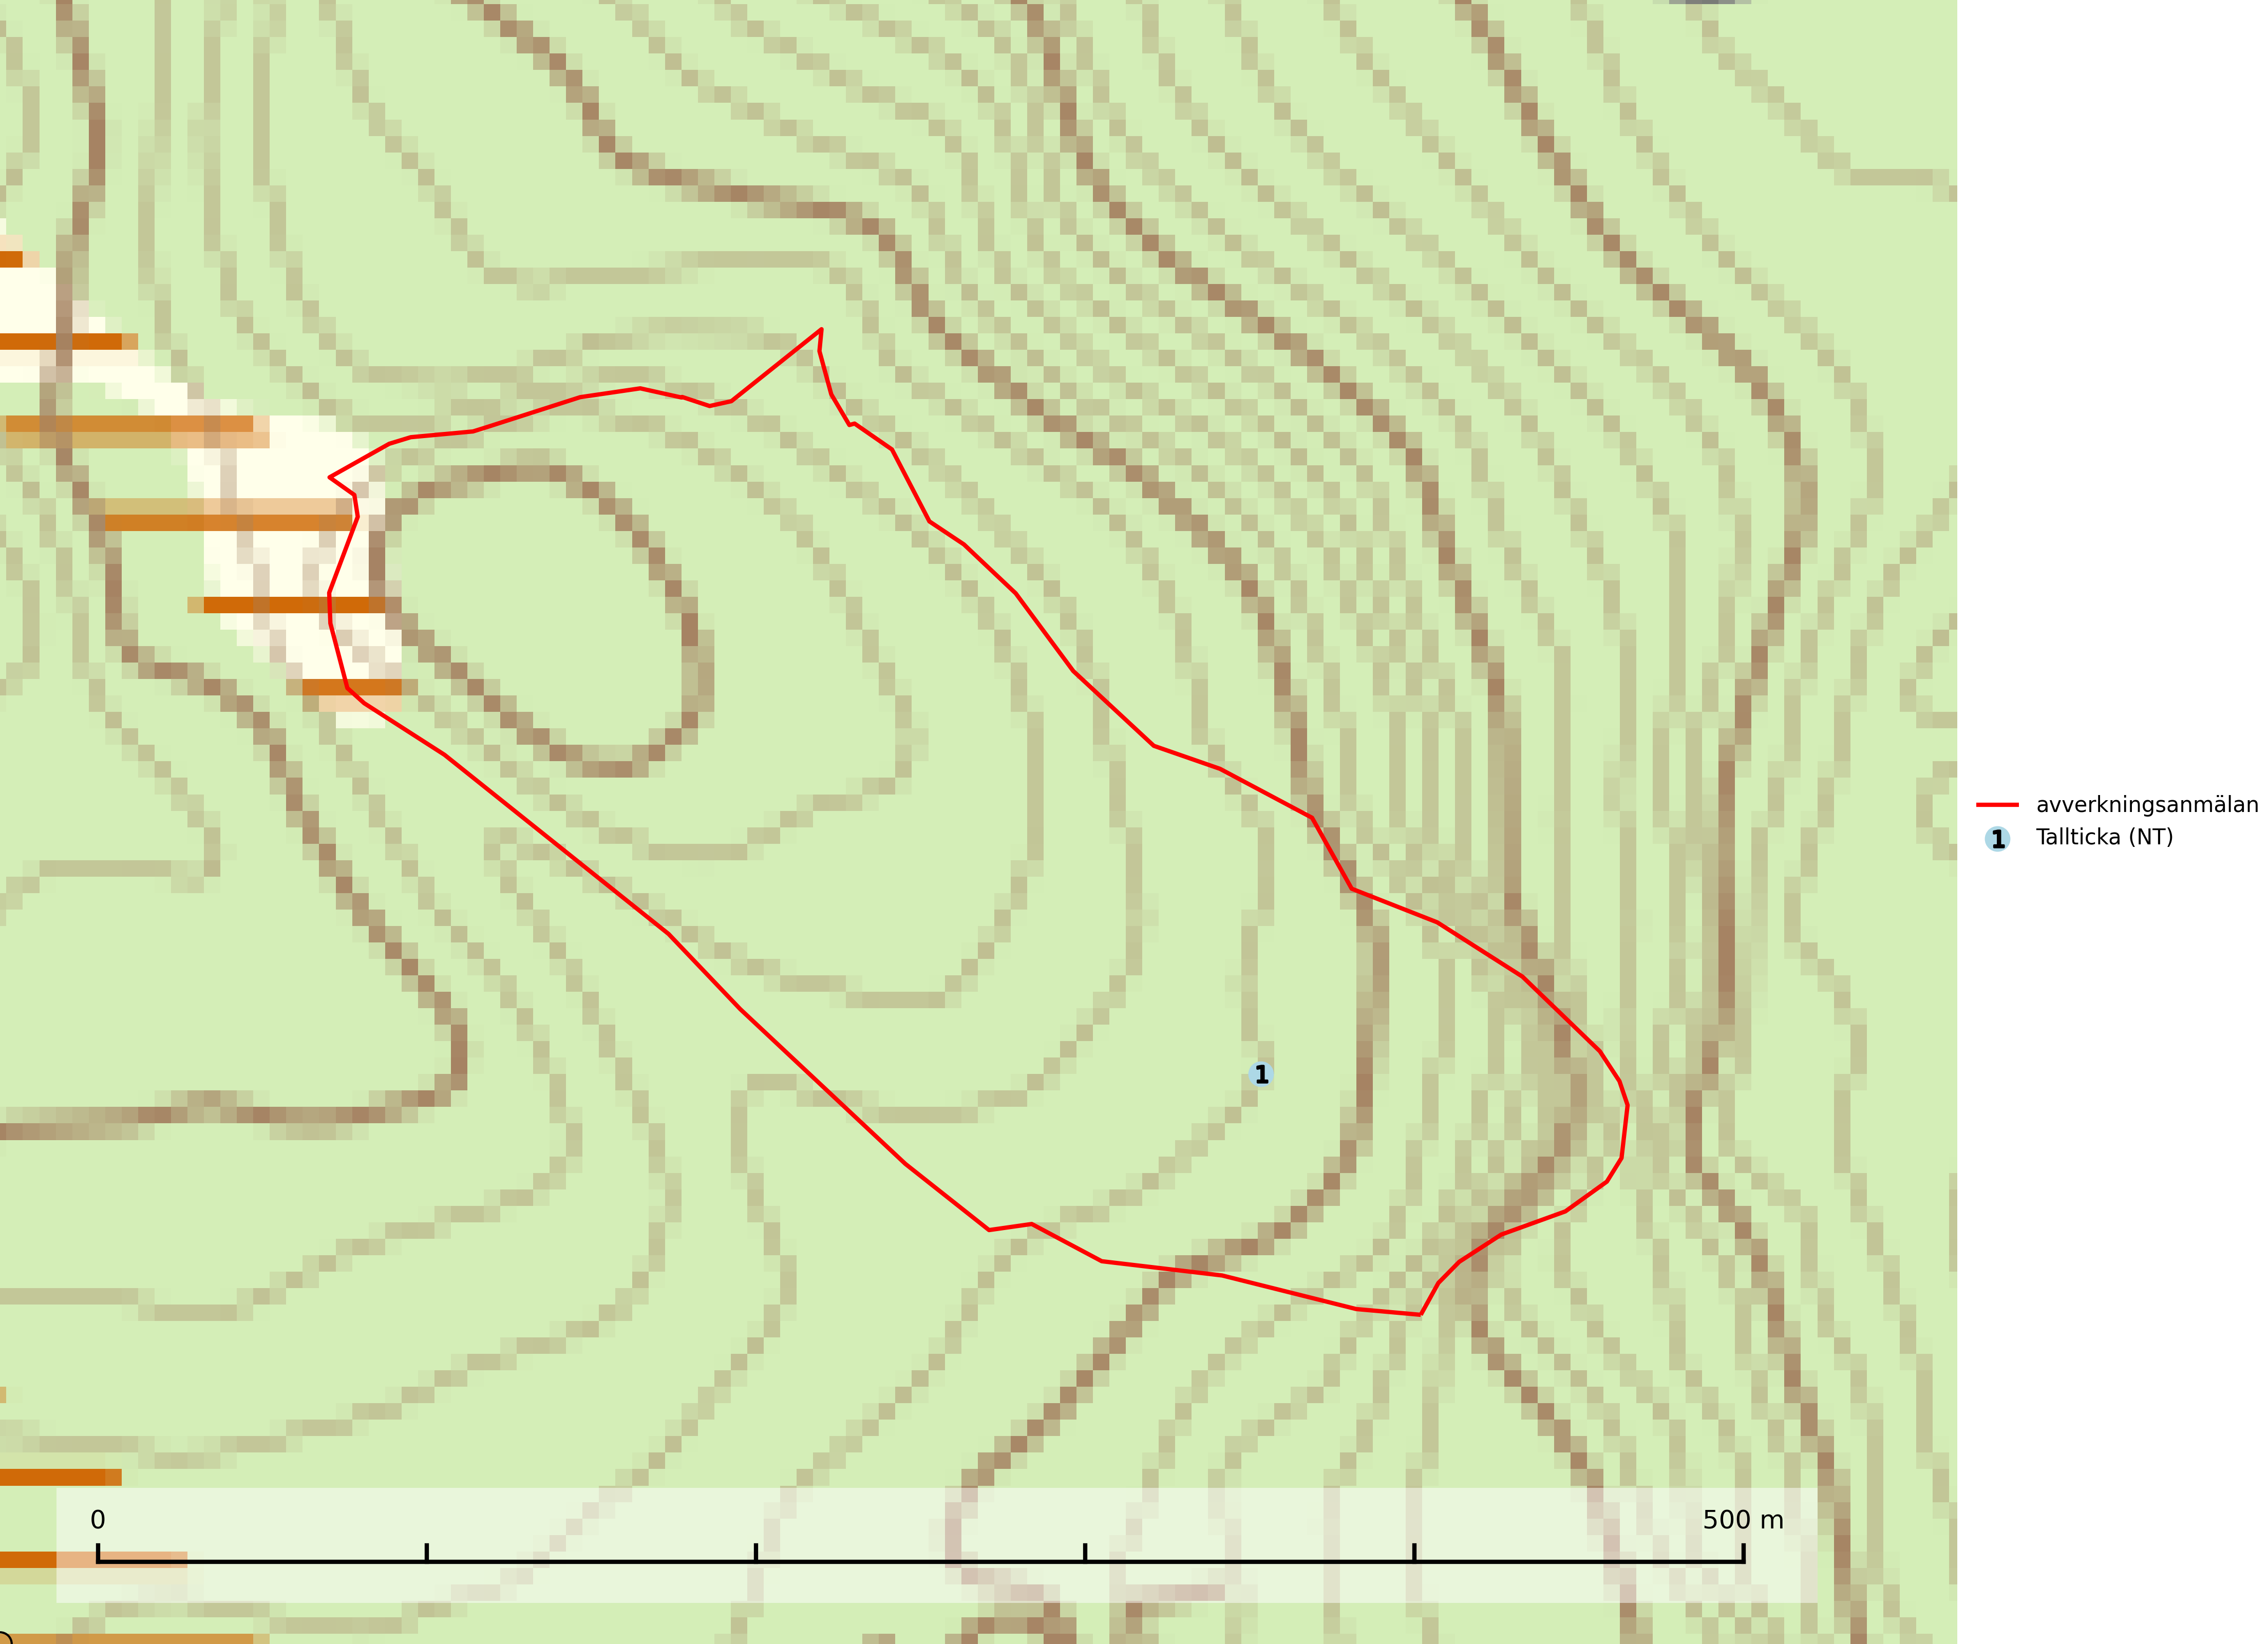 avverkningsanmälan
1 Tallticka (NT)
1
0 500 m